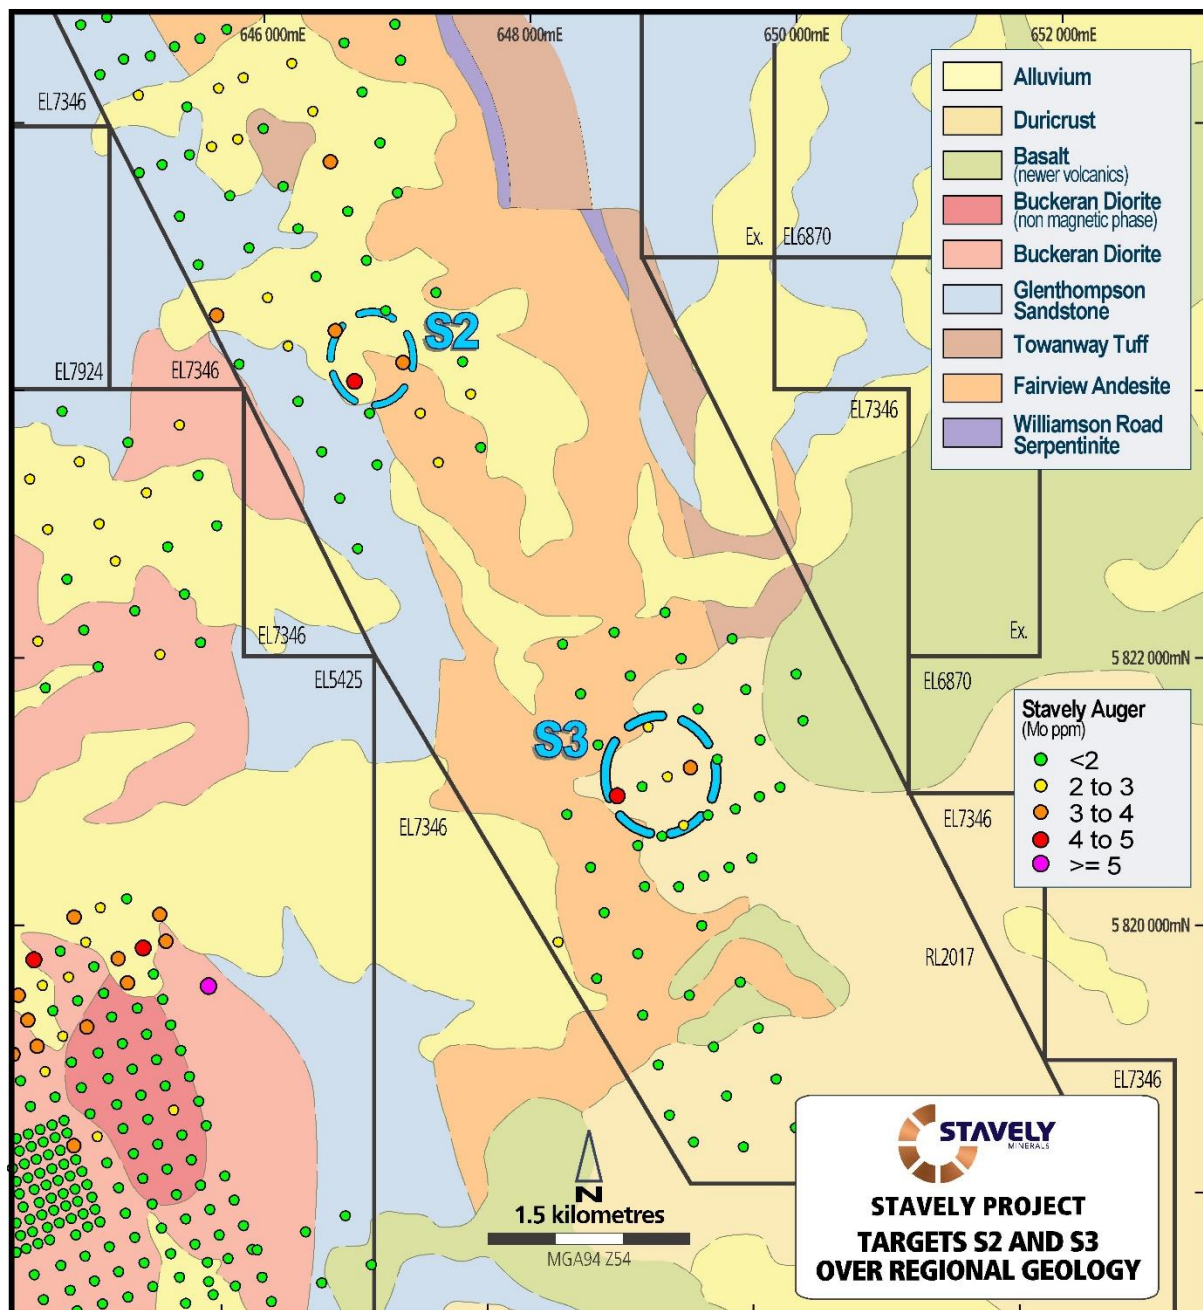 646 000mE
648 000mE
650 000mE
652 000mE
EL7346
Ex.
EL6870
EL7924
EL7346
EL7346
S2
EL7346
EL5425
Ex.
5 822 000mN
EL6870
S3
EL7346
EL7346
5 820 000mN
RL2017
EL7346
Alluvium
Duricrust
Basalt
(newer volcanics)
Buckeran Diorite
(non magnetic phase)
Buckeran Diorite
Glenthompson
Sandstone
Towanway Tuff
Fairview Andesite
Williamson Road
Serpentinite
Stavely Auger
(Mo ppm)
<2
2 to 3
3 to 4
4 to 5
>= 5
N
1.5 kilometres
MGA94 Z54
STAVELY
MINERALS
STAVELY PROJECT
TARGETS S2 AND S3
OVER REGIONAL GEOLOGY